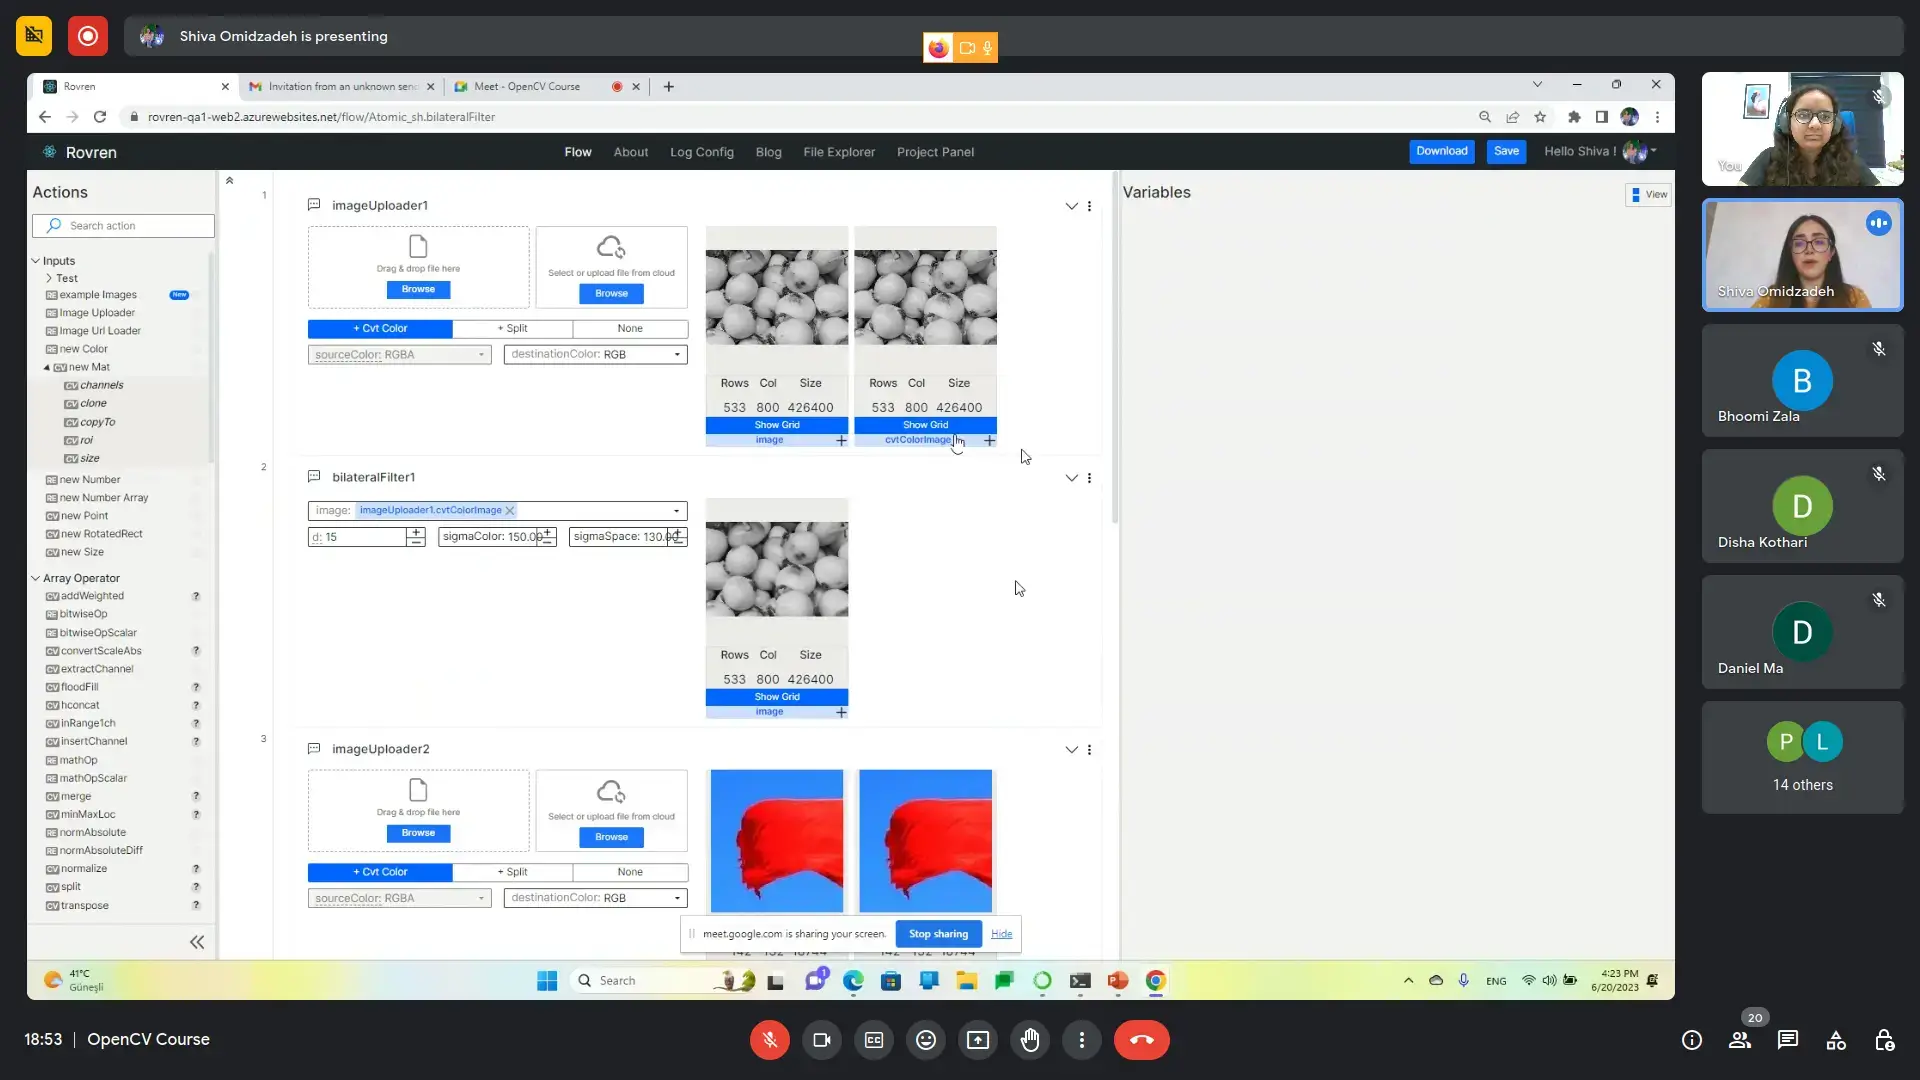 Shiva Omidzadeh is presenting
Rovren
Invitation from an unknown sen
Meet - OpenCV Course
rovren-qa1-web2.azurewebsites.net/flow/Atomic_sh.bilateralFilter
Rovren
Flow
About
Log Config
Blog
File Explorer
Project Panel
Download
Save
Hello Shiva !
Actions
Search action
Inputs
Test
example Images
New
Image Uploader
Image Url Loader
new Color
new Mat
channels
clone
copyTo
roi
size
new Number
new Number Array
new Point
new RotatedRect
new Size
Array Operator
addWeighted ?
bitwiseOp
bitwiseOpScalar
convertScaleAbs ?
extractChannel
floodFill ?
hconcat ?
inRange1ch ?
insertChannel ?
mathOp
mathOpScalar
merge ?
minMaxLoc ?
normAbsolute
normAbsoluteDiff
normalize ?
split ?
transpose ?
1
imageUploader1
Drag & drop file here
Browse
Select or upload file from cloud
Browse
+ Cvt Color
+ Split
None
sourceColor: RGBA
destinationColor: RGB
Rows Col Size
533 800 426400
Show Grid
image +
Rows Col Size
533 800 426400
Show Grid
cvtColorImage +
2
bilateralFilter1
image: imageUploader1.cvtColorImage
d: 15
sigmaColor: 150.00
sigmaSpace: 130.00
Rows Col Size
533 800 426400
Show Grid
image +
3
imageUploader2
Drag & drop file here
Browse
Select or upload file from cloud
Browse
+ Cvt Color
+ Split
None
sourceColor: RGBA
destinationColor: RGB
Variables
View
meet.google.com is sharing your screen.
Stop sharing
Hide
41°C
Güneşli
Search
1
ENG
4:23 PM
6/20/2023
You
Shiva Omidzadeh
B
Bhoomi Zala
D
Disha Kothari
D
Daniel Ma
P L
14 others
18:53 | OpenCV Course
20